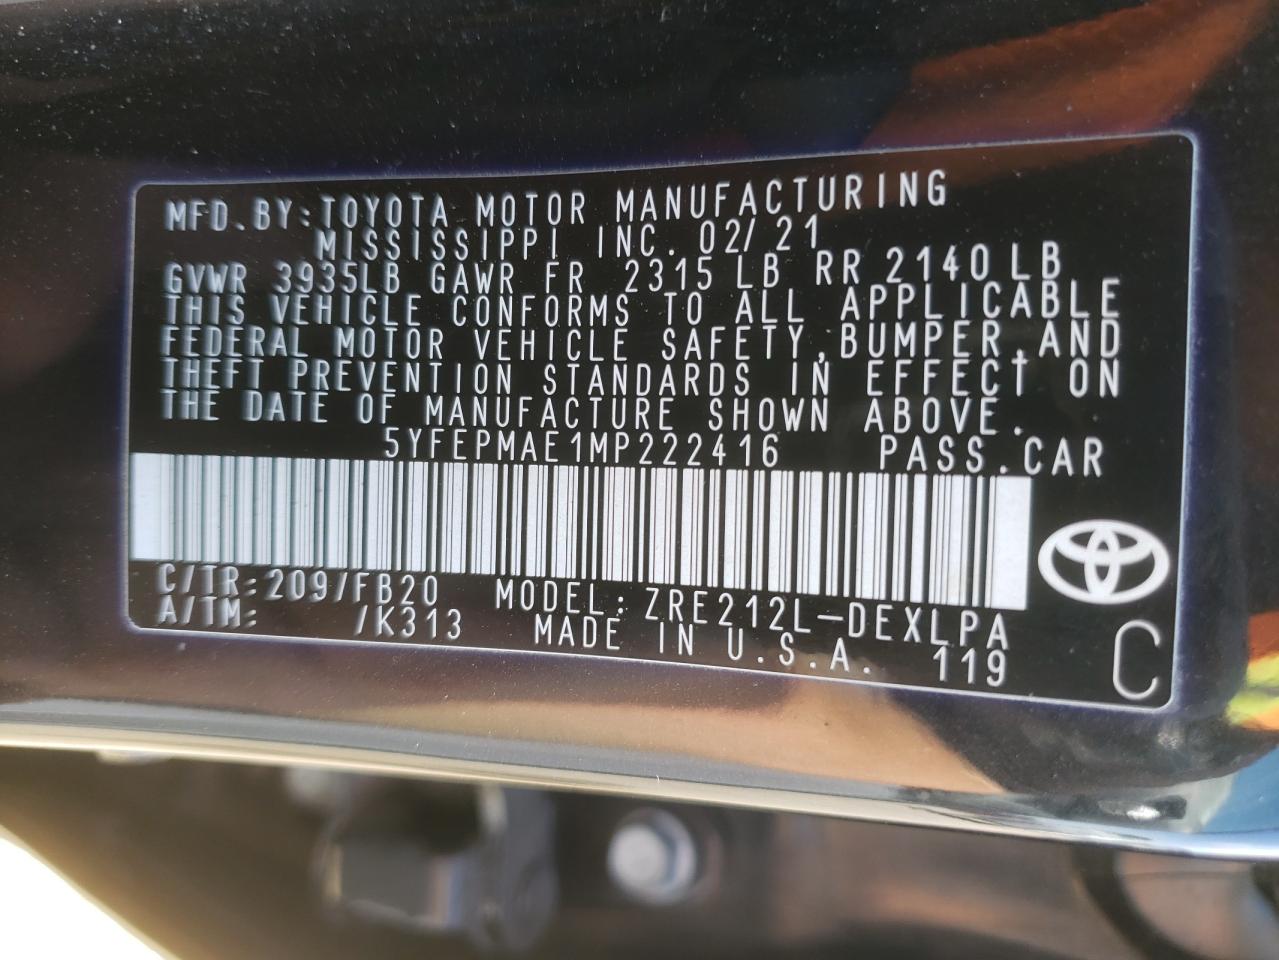 MFD.BY:TOYOTA MOTOR MANUFACTURING
MISSISSIPPI INC. 02/21
GVWR 3935LB GAWR FR 2315 LB RR 2140LB
THIS VEHICLE CONFORMS TO ALL APPLICABLE
FEDERAL MOTOR VEHICLE SAFETY,BUMPER,AND
THEFT PREVENTION STANDARDS IN EFFECT ON
THE DATE OF MANUFACTURE SHOWN ABOVE.
5YFEPMAE1MP222416 PASS.CAR
C/TR:209/FB20 MODEL:ZRE212L-DEXLPA
A/TM: /K313 MADE IN U.S.A. 119 C